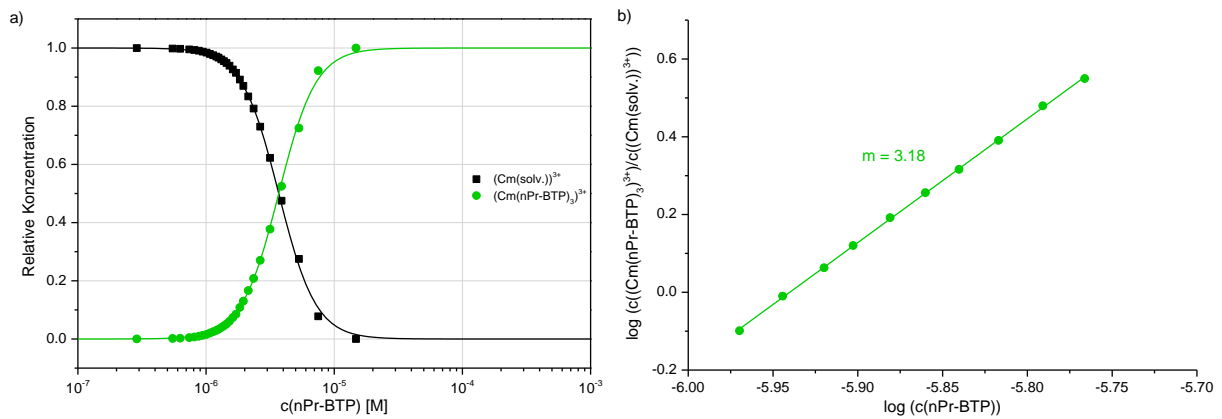 a)
Relative Konzentration
1.0
0.8
0.6
0.4
0.2
0.0
10-7
10-6
10-5
10-4
10-3
c(nPr-BTP) [M]
(Cm(solv.))3+
(Cm(nPr-BTP)3)3+
b)
log (c((Cm(nPr-BTP)3)3+)/c((Cm(solv.))3+))
0.6
0.4
0.2
0.0
-0.2
m = 3.18
-6.00
-5.95
-5.90
-5.85
-5.80
-5.75
-5.70
log (c(nPr-BTP))